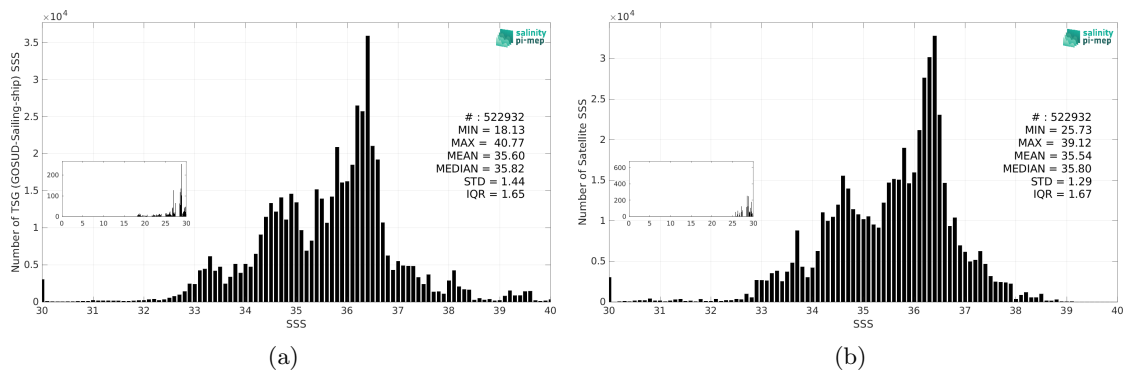 ×10⁴
salinity
pi-mep
3.5
3
2.5
2
1.5
1
0.5
0
Number of TSG (GOSUD-Sailing-ship) SSS
# : 522932
MIN = 18.13
MAX = 40.77
MEAN = 35.60
MEDIAN = 35.82
STD = 1.44
IQR = 1.65
200
100
0
0 5 10 15 20 25 30
30 31 32 33 34 35 36 37 38 39 40
SSS
(a)
×10⁴
salinity
pi-mep
3
2.5
2
1.5
1
0.5
0
Number of Satellite SSS
# : 522932
MIN = 25.73
MAX = 39.12
MEAN = 35.54
MEDIAN = 35.80
STD = 1.29
IQR = 1.67
600
400
200
0
0 5 10 15 20 25 30
30 31 32 33 34 35 36 37 38 39 40
SSS
(b)